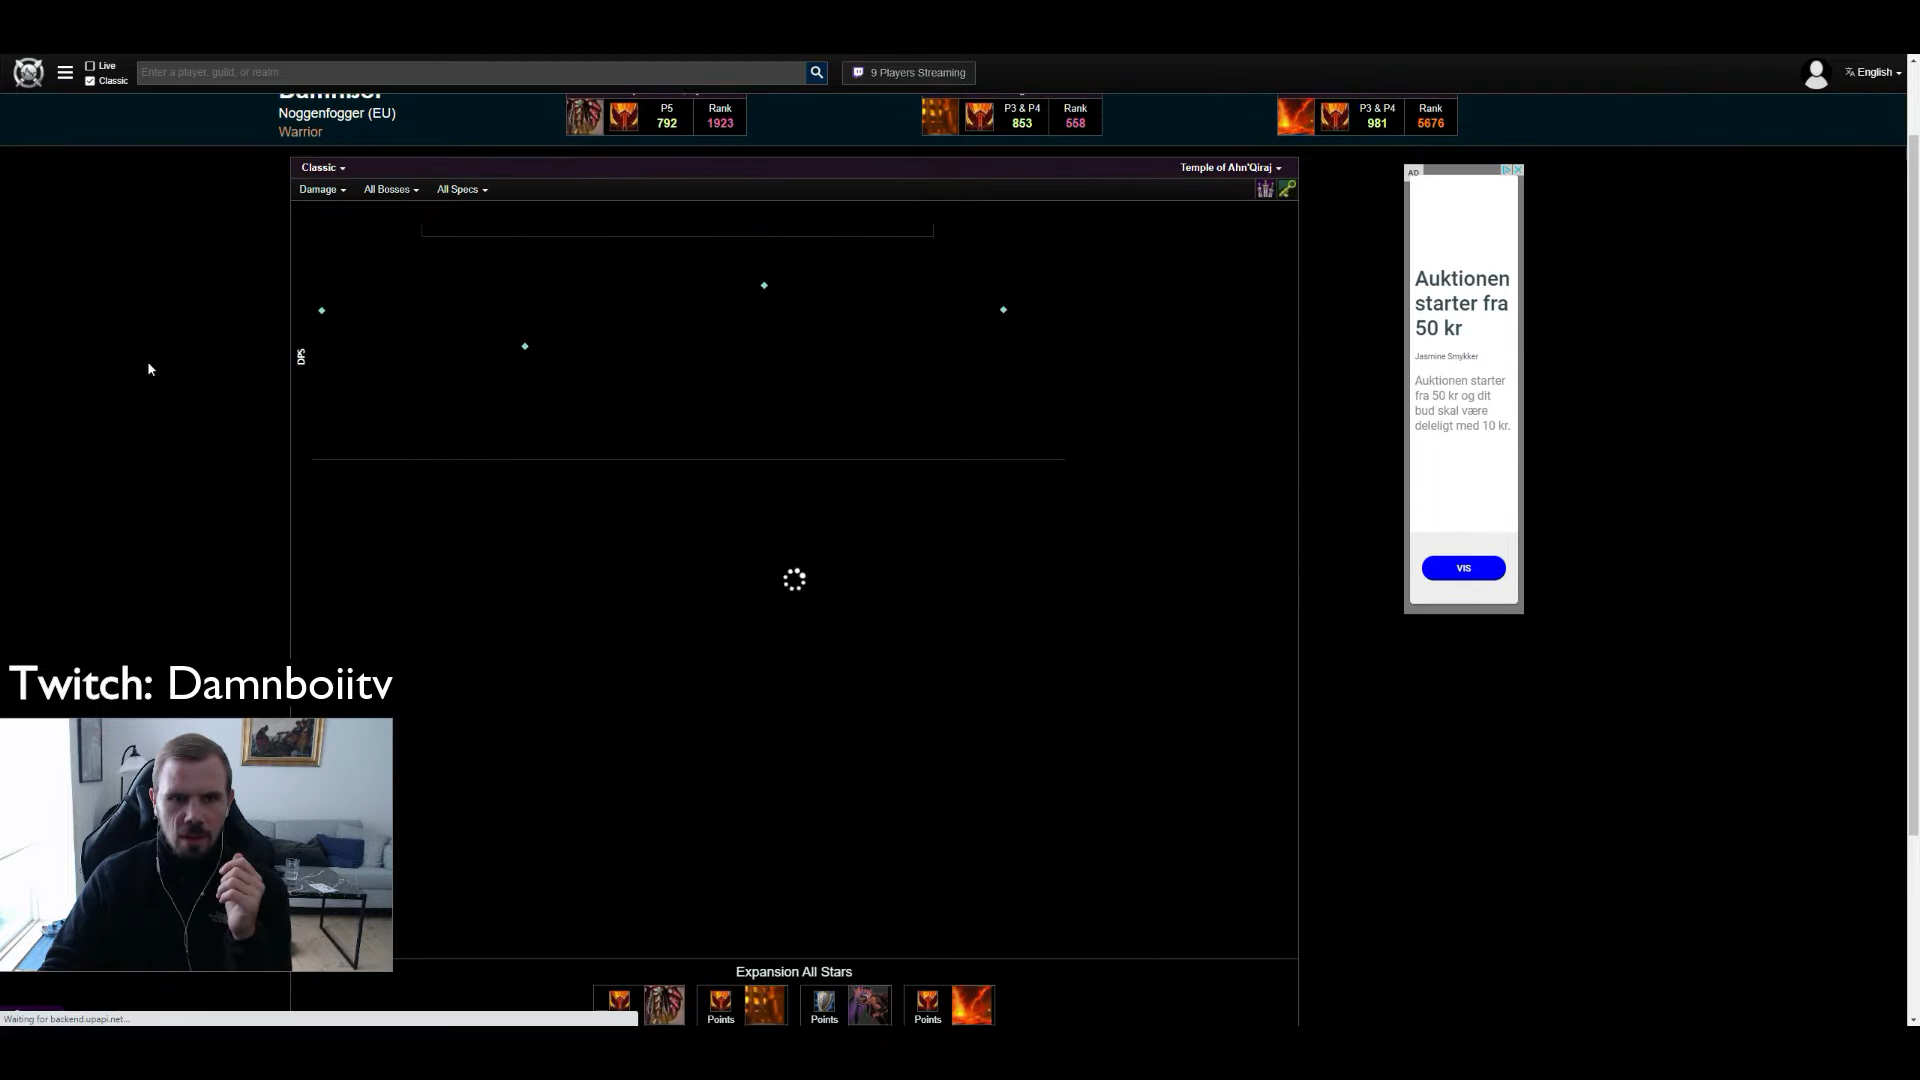 Live
Classic
Enter a player, guild, or realm
9 Players Streaming
English
Noggenfogger (EU)
Warrior
P5
792
Rank
1923
P3 & P4
853
Rank
558
P3 & P4
981
Rank
5676
Classic
Temple of Ahn'Qiraj
Damage
All Bosses
All Specs
DPS
AD
Auktionen
starter fra
50 kr
Jasmine Smykker
Auktionen starter
fra 50 kr og dit
bud skal være
deleligt med 10 kr.
VIS
Twitch: Damnboiitv
Expansion All Stars
Points
Points
Points
Waiting for backend.upapi.net...